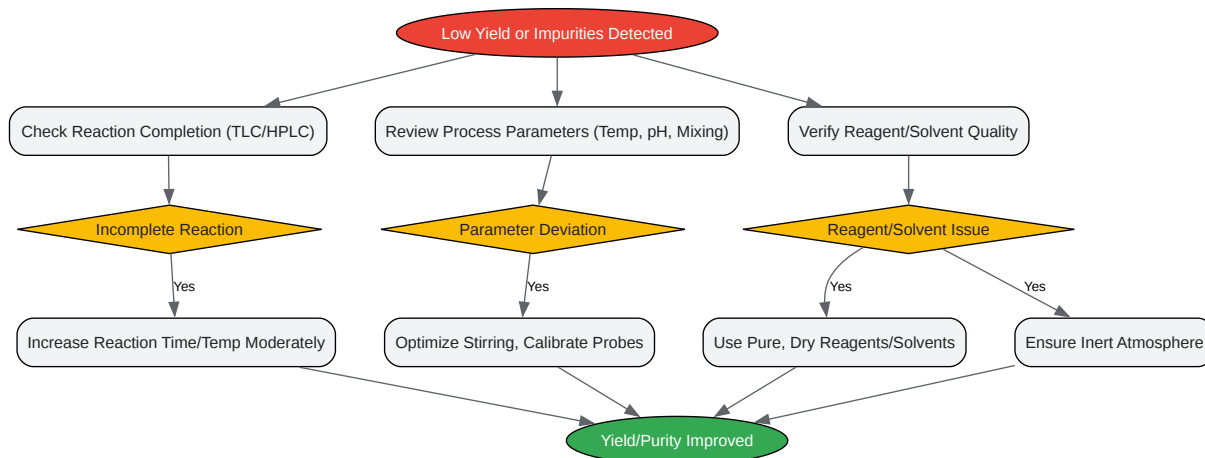 Low Yield or Impurities Detected
Check Reaction Completion (TLC/HPLC)
Review Process Parameters (Temp, pH, Mixing)
Verify Reagent/Solvent Quality
Incomplete Reaction
Parameter Deviation
Reagent/Solvent Issue
Yes
Yes
Yes
Yes
Increase Reaction Time/Temp Moderately
Optimize Stirring, Calibrate Probes
Use Pure, Dry Reagents/Solvents
Ensure Inert Atmosphere
Yield/Purity Improved